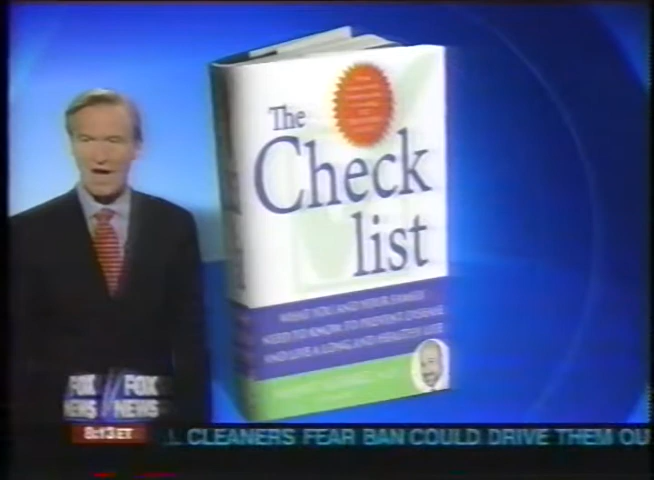 The
Check
list
WHAT YOU AND YOUR FAMILY
NEED TO KNOW TO PREVENT DISEASE
AND LIVE A LONG AND HEALTHY LIFE
FOX FOX
NEWS NEWS
8:13 ET
L. CLEANERS FEAR BAN COULD DRIVE THEM OU